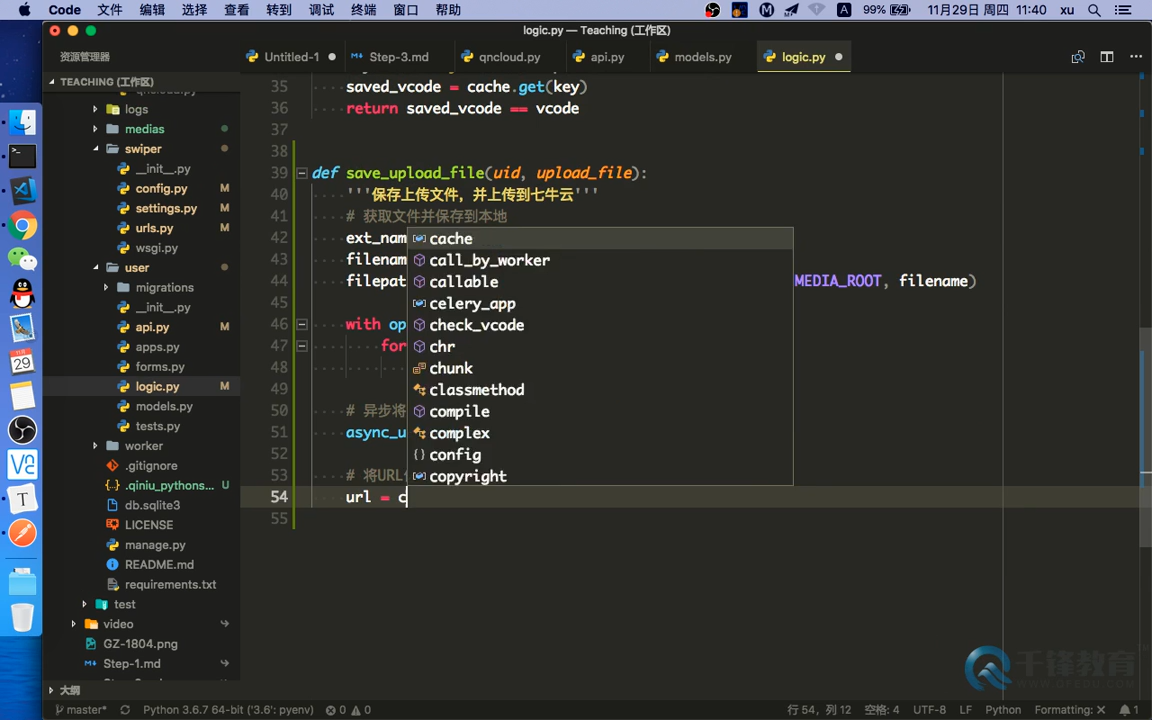 Code 文件 编辑 选择 查看 转到 调试 终端 窗口 帮助 99% 11月29日 周四 11:40 xu
logic.py — Teaching (工作区)
资源管理器
Untitled-1 Step-3.md qncloud.py api.py models.py logic.py
TEACHING (工作区)
logs
medias
swiper
__init__.py
config.py M
settings.py M
urls.py M
wsgi.py
user
migrations
__init__.py
api.py M
apps.py
forms.py
logic.py M
models.py
tests.py
worker
.gitignore
.qiniu_pythons... U
db.sqlite3
LICENSE
manage.py
README.md
requirements.txt
test
video
GZ-1804.png
Step-1.md
大纲
35 saved_vcode = cache.get(key)
36 return saved_vcode == vcode
37
38
39 def save_upload_file(uid, upload_file):
40 '''保存上传文件，并上传到七牛云'''
41 # 获取文件并保存到本地
42 ext_nam
43 filenam
44 filepat MEDIA_ROOT, filename)
45
46 with op
47 for
48
49
50 # 异步将
51 async_u
52
53 # 将URL
54 url = c
55
cache
call_by_worker
callable
celery_app
check_vcode
chr
chunk
classmethod
compile
complex
config
copyright
千锋教育
WWW.QFEDU.COM
master* Python 3.6.7 64-bit ('3.6': pyenv) 0 0 行 54，列 12 空格: 4 UTF-8 LF Python Formatting: × 1